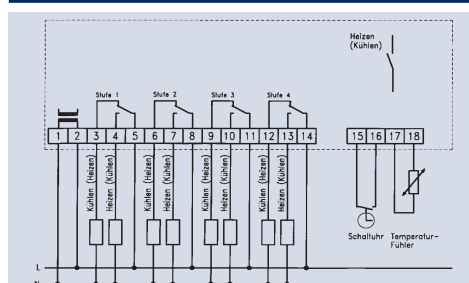 Heizen
(Kühlen)
Stufe 1 Stufe 2 Stufe 3 Stufe 4
1 2 3 4 5 6 7 8 9 10 11 12 13 14 15 16 17 18
Kühlen (Heizen)
Heizen (Kühlen)
Kühlen (Heizen)
Heizen (Kühlen)
Kühlen (Heizen)
Heizen (Kühlen)
Kühlen (Heizen)
Heizen (Kühlen)
Schaltuhr Temperatur-
Fühler
L
N